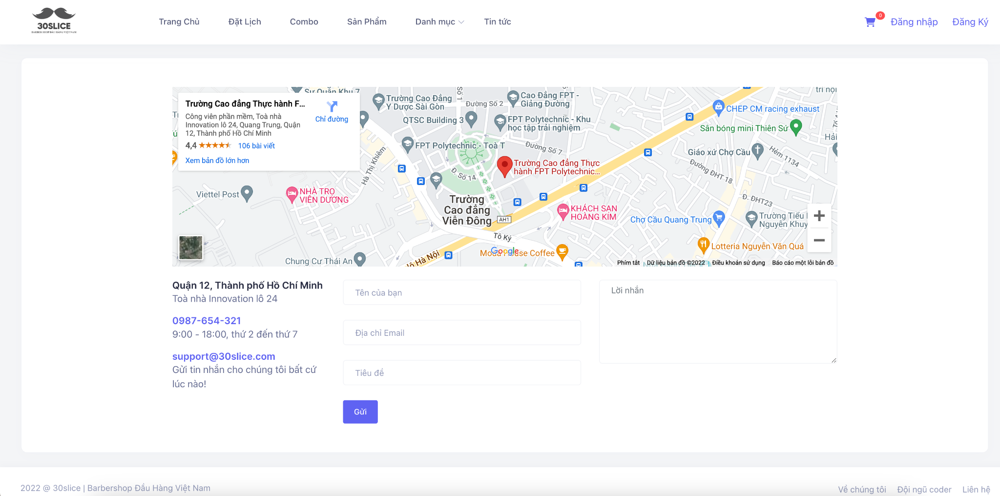 30SLICE
BARBER SHOP ĐẦU HÀNG VIỆT NAM
Trang Chủ
Đặt Lịch
Combo
Sản Phẩm
Danh mục
Tin tức
0
Đăng nhập
Đăng Ký
Trường Cao đẳng Thực hành F...
Công viên phần mềm, Toà nhà
Innovation lô 24, Quang Trung, Quận
12, Thành phố Hồ Chí Minh
4,4
106 bài viết
Xem bản đồ lớn hơn
Chỉ đường
Sư Quân Khu 7
Trường Cao Đẳng
Y Dược Sài Gòn
Số 1
Đường Số 2
Cao Đẳng FPT -
Giảng Đường
QTSC Building 3
FPT Polytechnic - Khu
học tập trải nghiệm
CHEP CM racing exhaust
Sân bóng mini Thiên Sứ
FPT Polytechnic - Toà T
Đường Số 7
Giáo xứ Chợ Cầu
Hẻm 1134
Hà Thị Khiêm
Trường Cao đẳng Thực
hành FPT Polytechnic...
Đ. Số 14
Đường ĐHT 18
Viettel Post
NHÀ TRỌ
VIÊN DƯƠNG
Trường
Cao đẳng
Viễn Đông
AH1
KHÁCH SẠN
HOÀNG KIM
Đ. ĐHT23
Chợ Cầu Quang Trung
Trường Tiểu
Nguyễn Khuy
Tô Ký
Google
Moda House Coffee
Lotteria Nguyễn Văn Quá
Chung Cư Thái An
lộ Hà Nội
Phím tắt
Dữ liệu bản đồ ©2022
Điều khoản sử dụng
Báo cáo một lỗi bản đồ
Quận 12, Thành phố Hồ Chí Minh
Toà nhà Innovation lô 24
0987-654-321
9:00 - 18:00, thứ 2 đến thứ 7
support@30slice.com
Gửi tin nhắn cho chúng tôi bất cứ
lúc nào!
Tên của bạn
Địa chỉ Email
Tiêu đề
Lời nhắn
Gửi
2022 @ 30slice | Barbershop Đầu Hàng Việt Nam
Về chúng tôi
Đội ngũ coder
Liên hệ